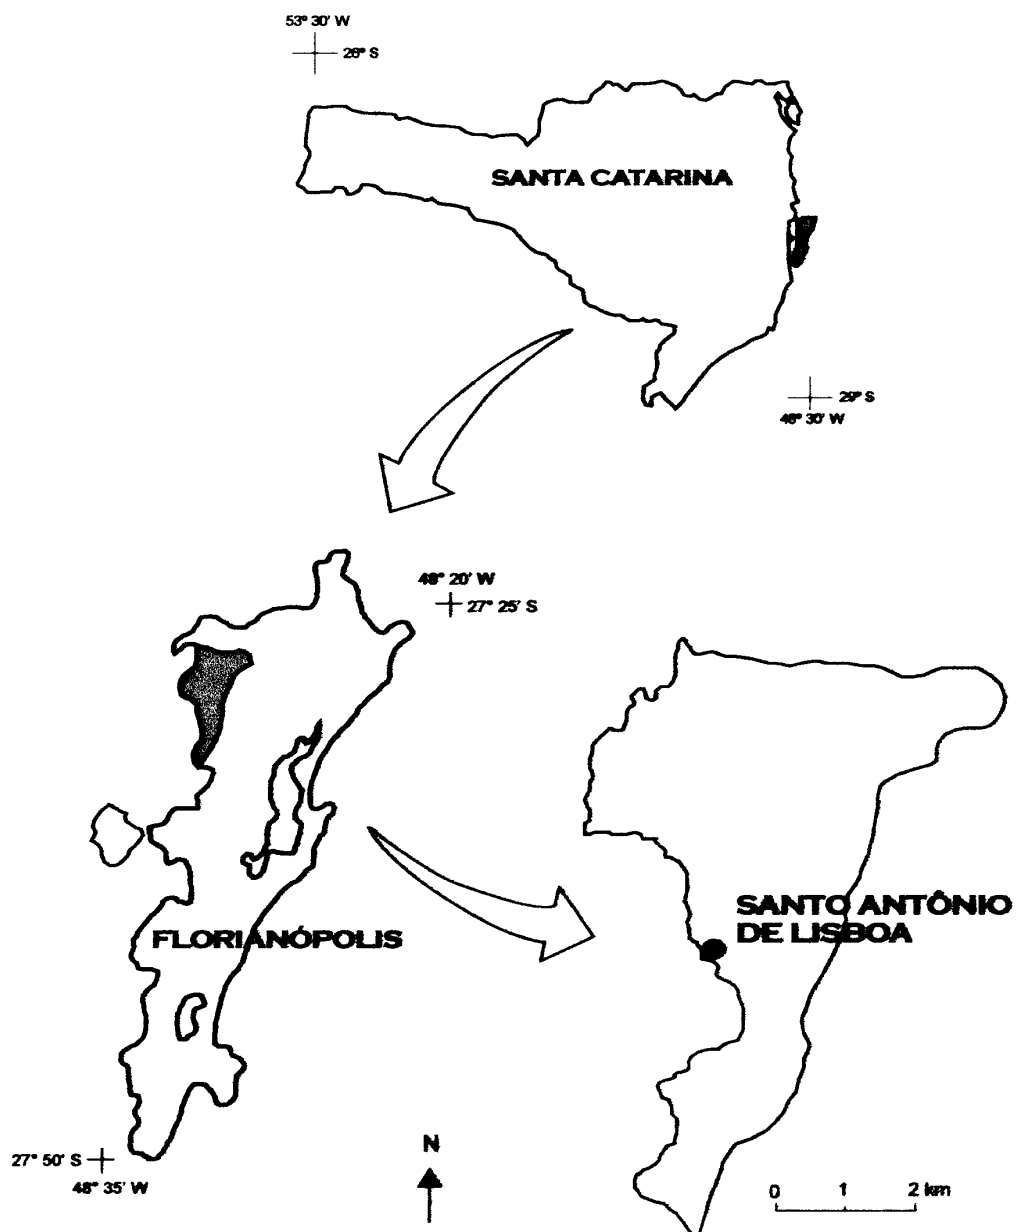 53° 30' W
26° S
SANTA CATARINA
29° S
48° 30' W
48° 20' W
27° 25' S
SANTO ANTÔNIO
DE LISBOA
FLORIANÓPOLIS
27° 50' S
48° 35' W
N
0 1 2 km